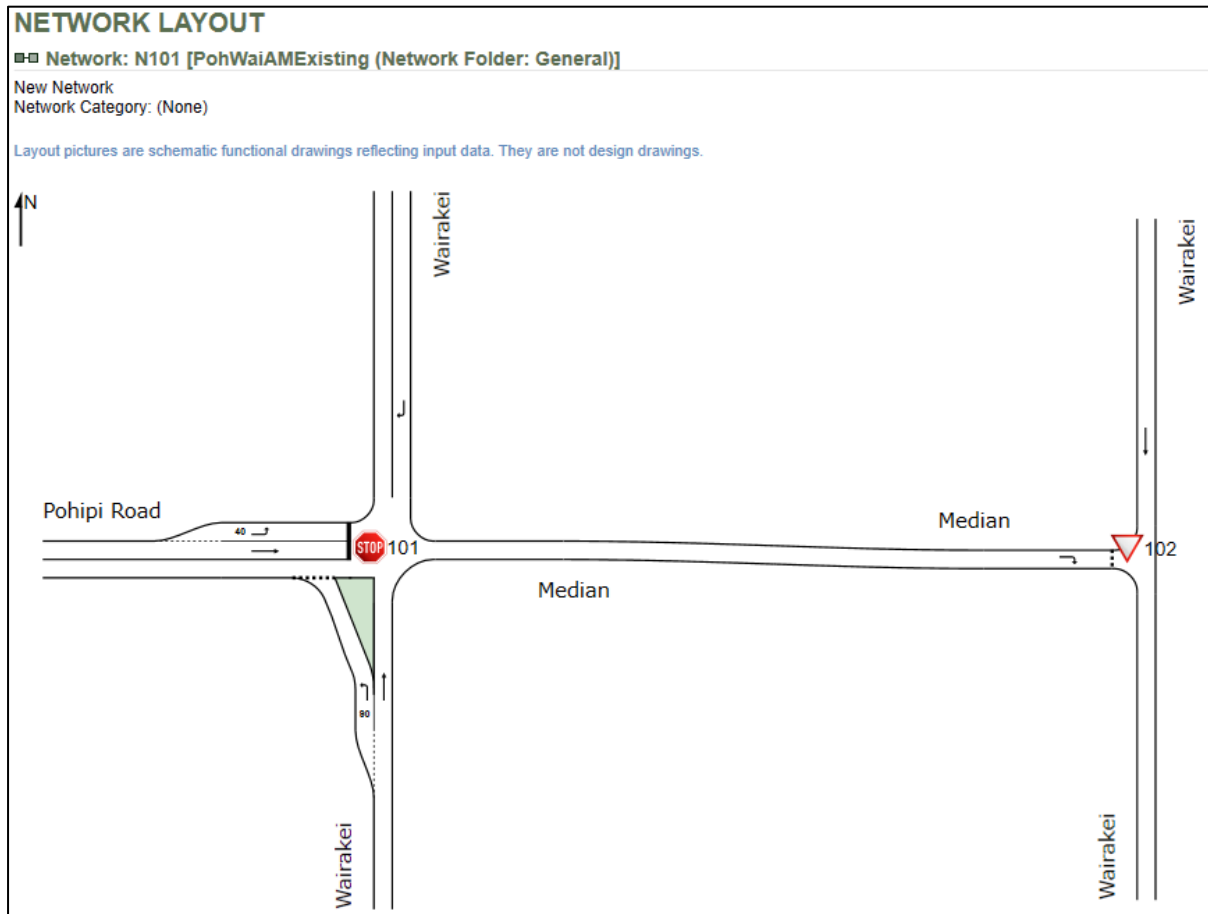 NETWORK LAYOUT
Network: N101 [PohWaiAMExisting (Network Folder: General)]
New Network
Network Category: (None)
Layout pictures are schematic functional drawings reflecting input data. They are not design drawings.
N
Wairakei
Wairakei
Pohipi Road
40
STOP
101
Median
102
Median
90
Wairakei
Wairakei